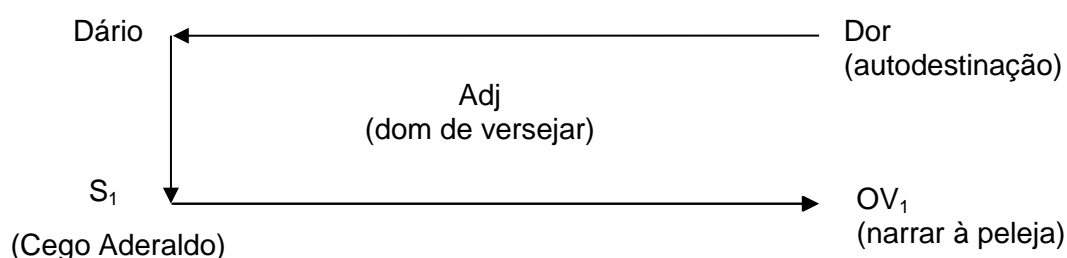 Dário Dor
(autodestinação)
Adj
(dom de versejar)
S₁ OV₁
(Cego Aderaldo) (narrar à peleja)